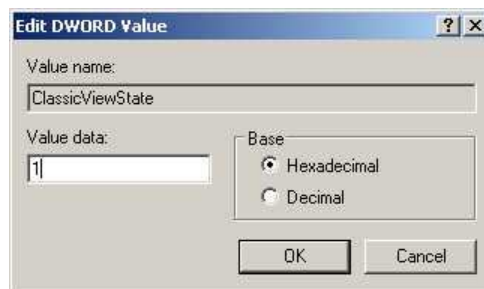 Edit DWORD Value
Value name:
ClassicViewState
Value data:
1
Base
Hexadecimal
Decimal
OK
Cancel